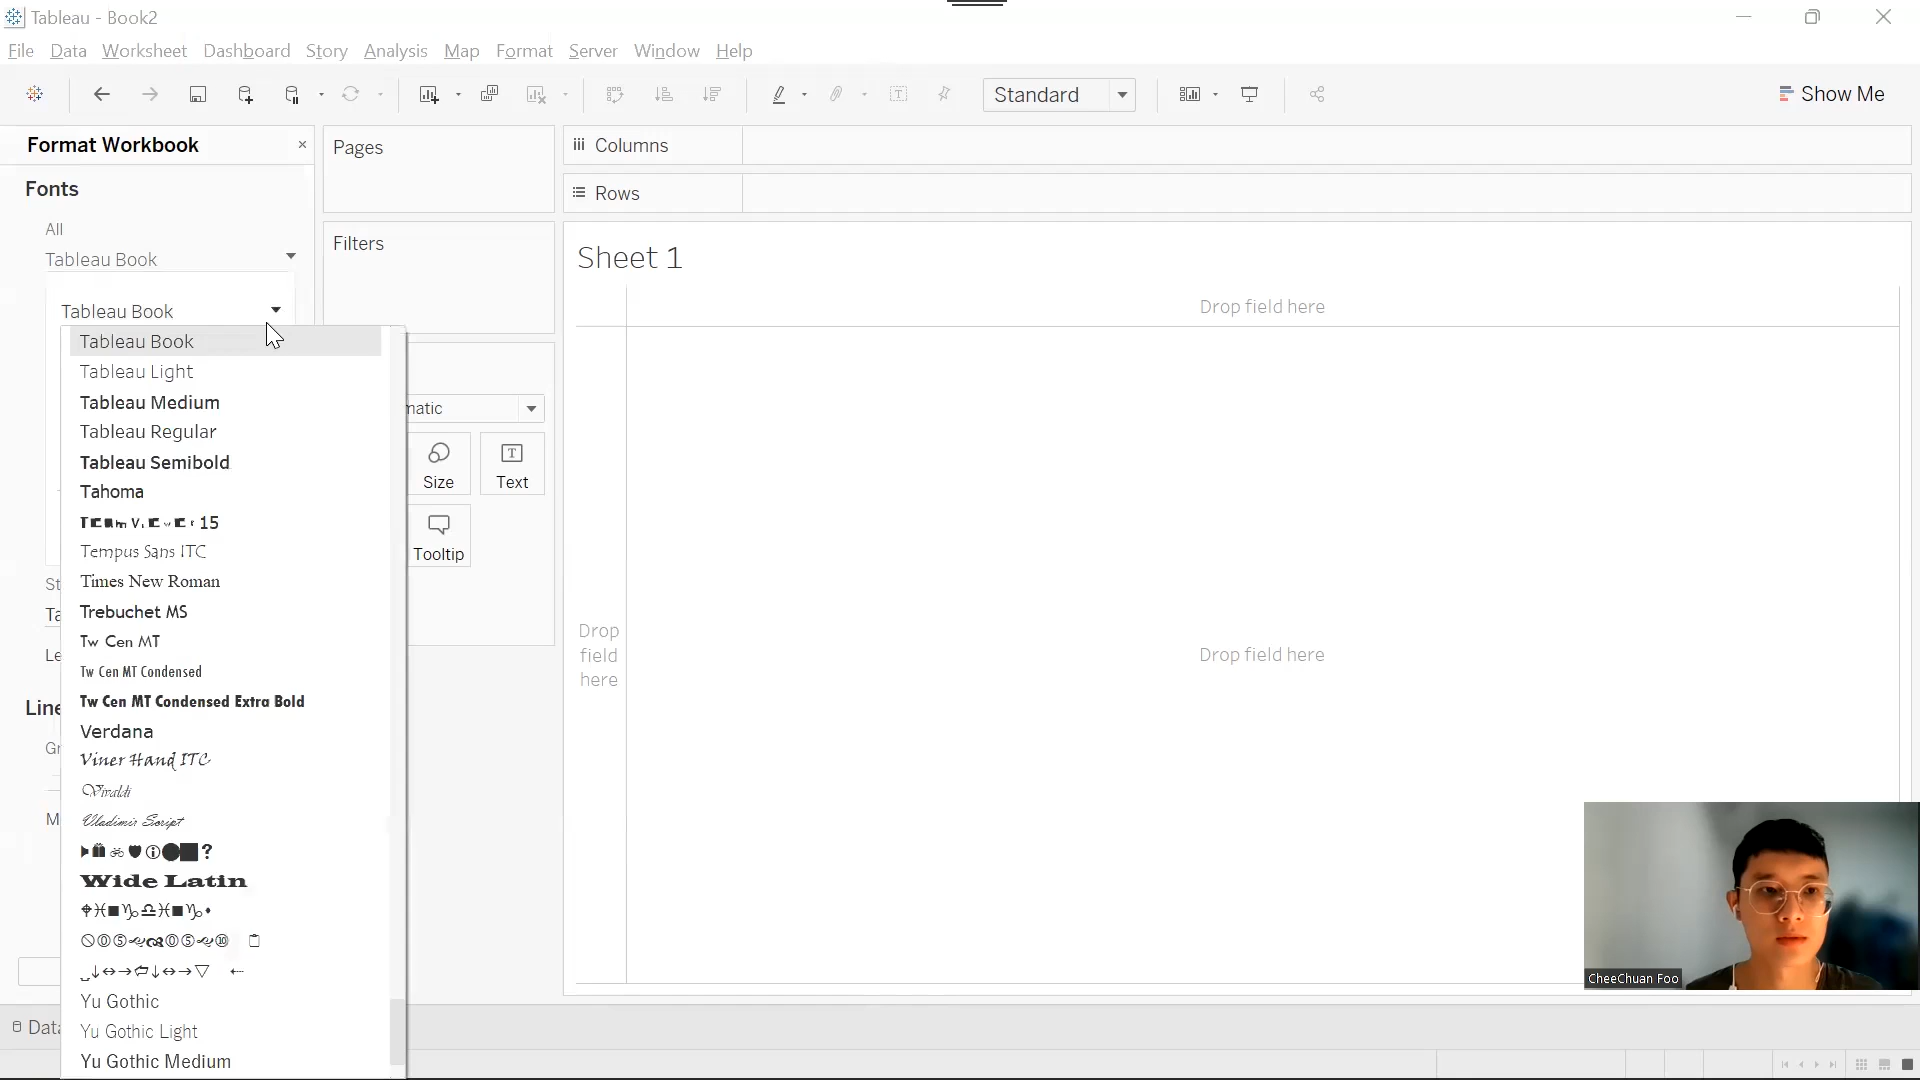 Tableau - Book2
File Data Worksheet Dashboard Story Analysis Map Format Server Window Help
Standard
Show Me
Format Workbook
Fonts
All
Tableau Book
Tableau Book
Tableau Book
Tableau Light
Tableau Medium
Tableau Regular
Tableau Semibold
Tahoma
TeamViewer15
Tempus Sans ITC
Times New Roman
Trebuchet MS
Tw Cen MT
Tw Cen MT Condensed
Tw Cen MT Condensed Extra Bold
Verdana
Viner Hand ITC
Vivaldi
Vladimir Script
Wide Latin
Yu Gothic
Yu Gothic Light
Yu Gothic Medium
Pages
Filters
Size
Text
Tooltip
Columns
Rows
Sheet 1
Drop field here
Drop
field
here
Drop field here
CheeChuan Foo